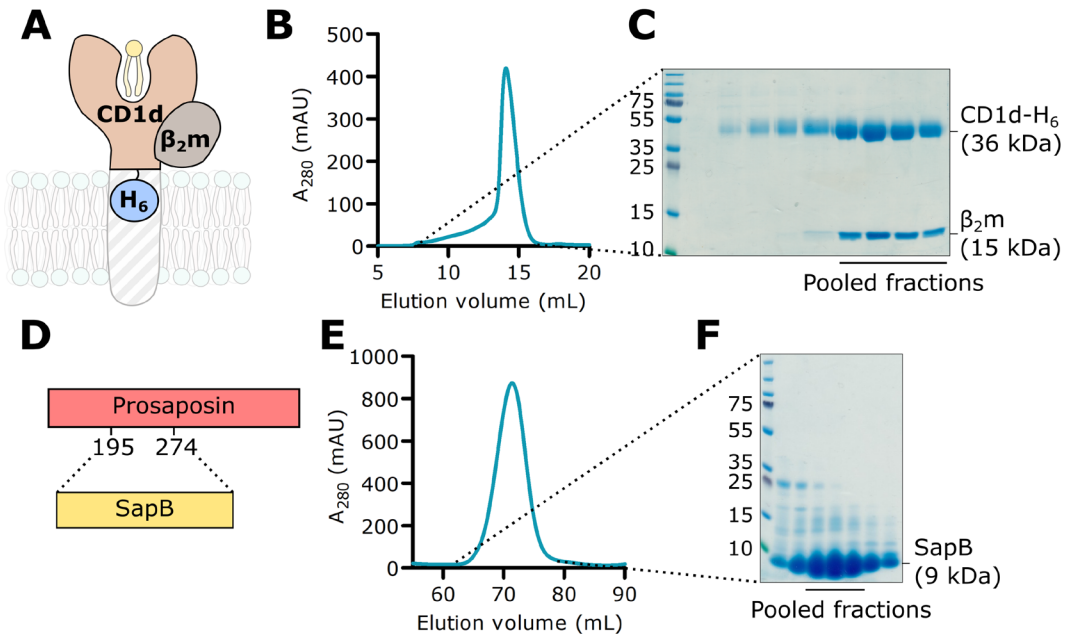 A
CD1d
β₂m
H₆
B
500
400
300
200
100
0
A₂₈₀ (mAU)
5
10
15
20
Elution volume (mL)
C
75
55
35
25
15
10
CD1d-H₆
(36 kDa)
β₂m
(15 kDa)
Pooled fractions
D
Prosaposin
195
274
SapB
E
1000
800
600
400
200
0
A₂₈₀ (mAU)
60
70
80
90
Elution volume (mL)
F
75
55
35
25
15
10
SapB
(9 kDa)
Pooled fractions